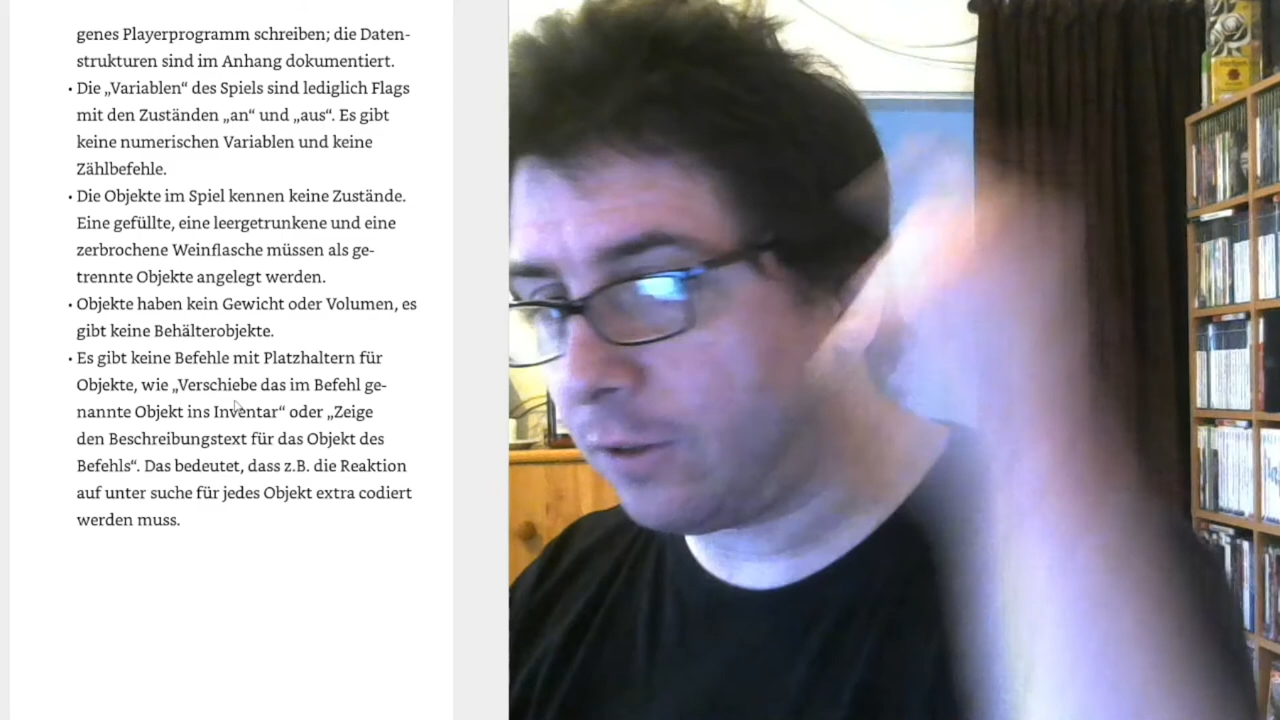 genes Playerprogramm schreiben; die Daten-
strukturen sind im Anhang dokumentiert.
• Die „Variablen“ des Spiels sind lediglich Flags
mit den Zuständen „an“ und „aus“. Es gibt
keine numerischen Variablen und keine
Zählbefehle.
• Die Objekte im Spiel kennen keine Zustände.
Eine gefüllte, eine leergetrunkene und eine
zerbrochene Weinflasche müssen als ge-
trennte Objekte angelegt werden.
• Objekte haben kein Gewicht oder Volumen, es
gibt keine Behälterobjekte.
• Es gibt keine Befehle mit Platzhaltern für
Objekte, wie „Verschiebe das im Befehl ge-
nannte Objekt ins Inventar“ oder „Zeige
den Beschreibungstext für das Objekt des
Befehls“. Das bedeutet, dass z.B. die Reaktion
auf unter suche für jedes Objekt extra codiert
werden muss.